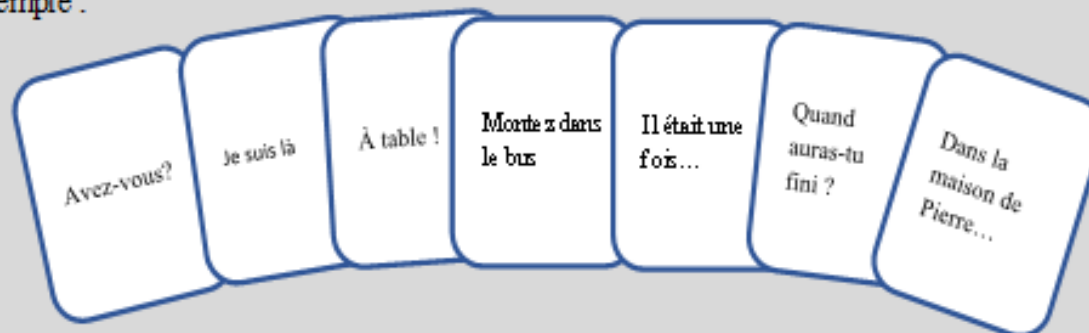 Avez-vous?
Je suis là
À table !
Montez dans
le bus
Il était une
fois...
Quand
auras-tu
fini ?
Dans la
maison de
Pierre...